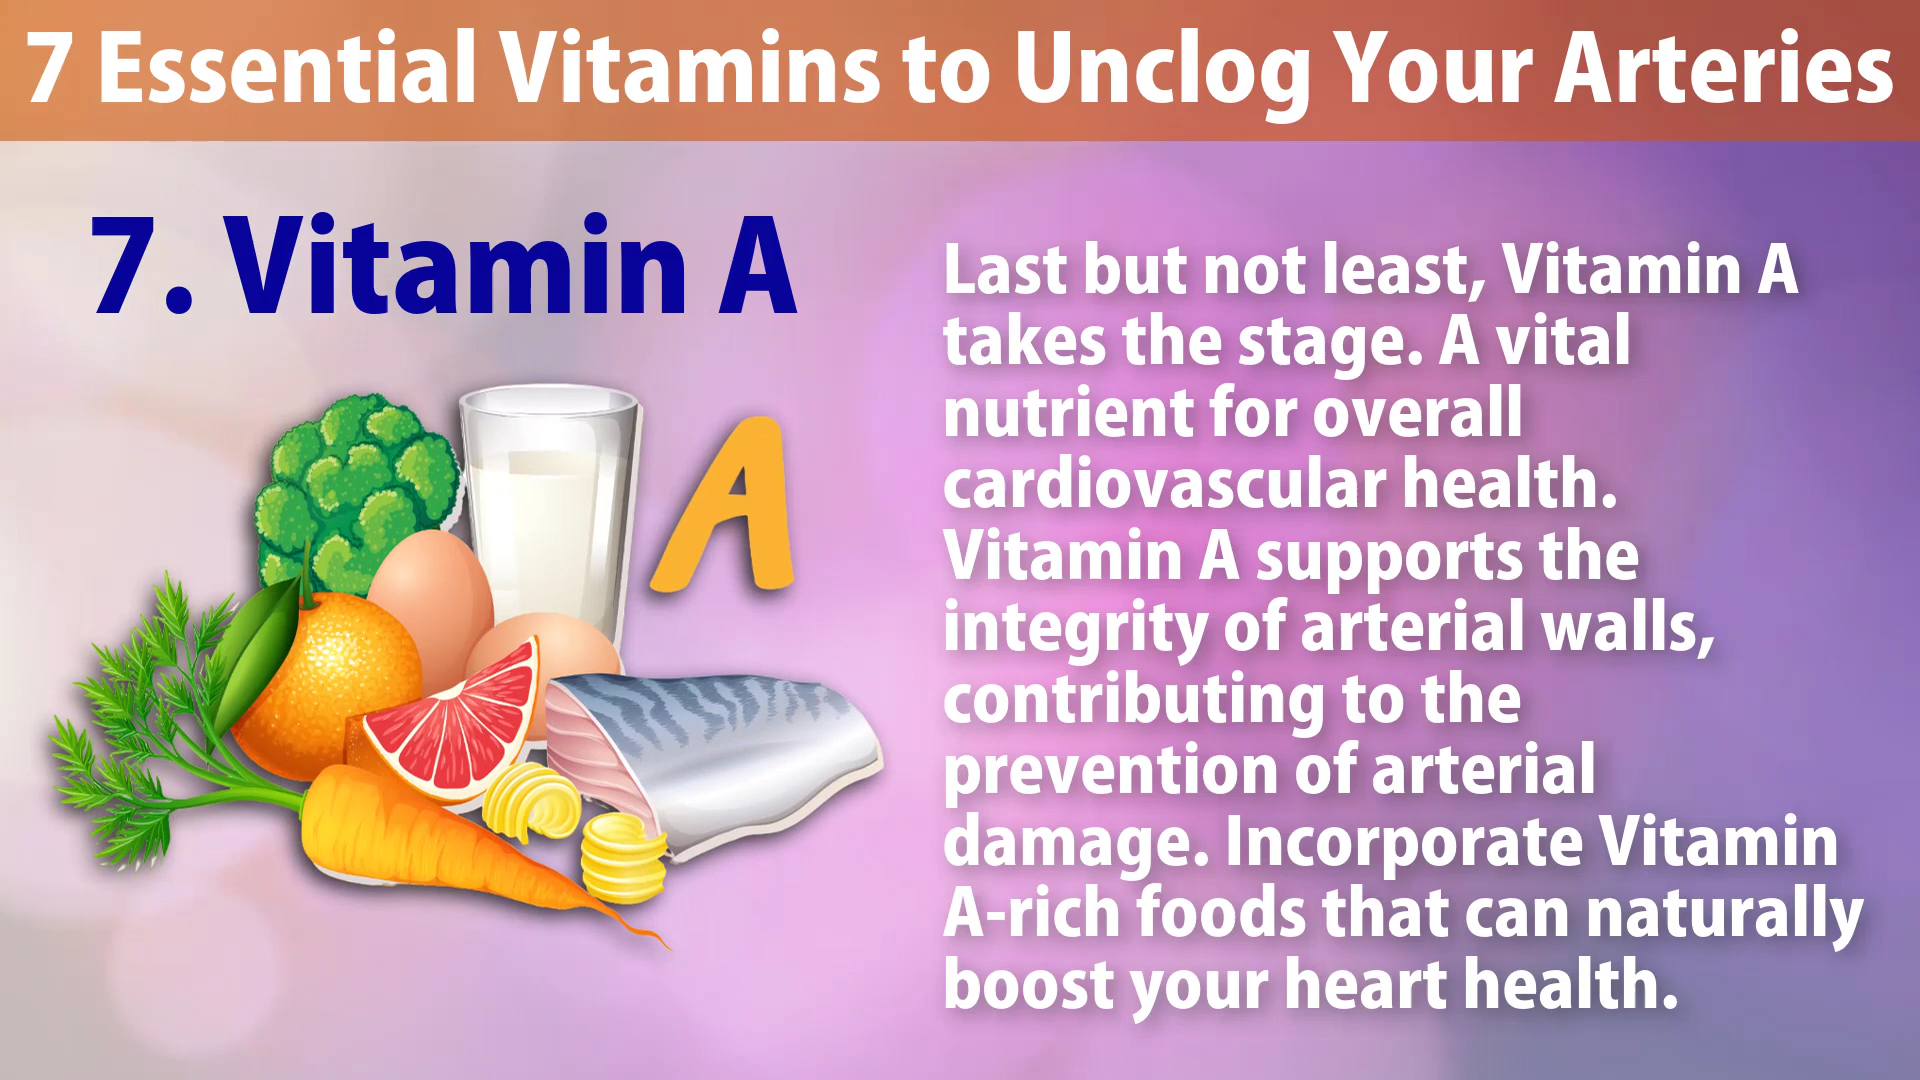 7 Essential Vitamins to Unclog Your Arteries
7. Vitamin A
A
Last but not least, Vitamin A
takes the stage. A vital
nutrient for overall
cardiovascular health.
Vitamin A supports the
integrity of arterial walls,
contributing to the
prevention of arterial
damage. Incorporate Vitamin
A-rich foods that can naturally
boost your heart health.